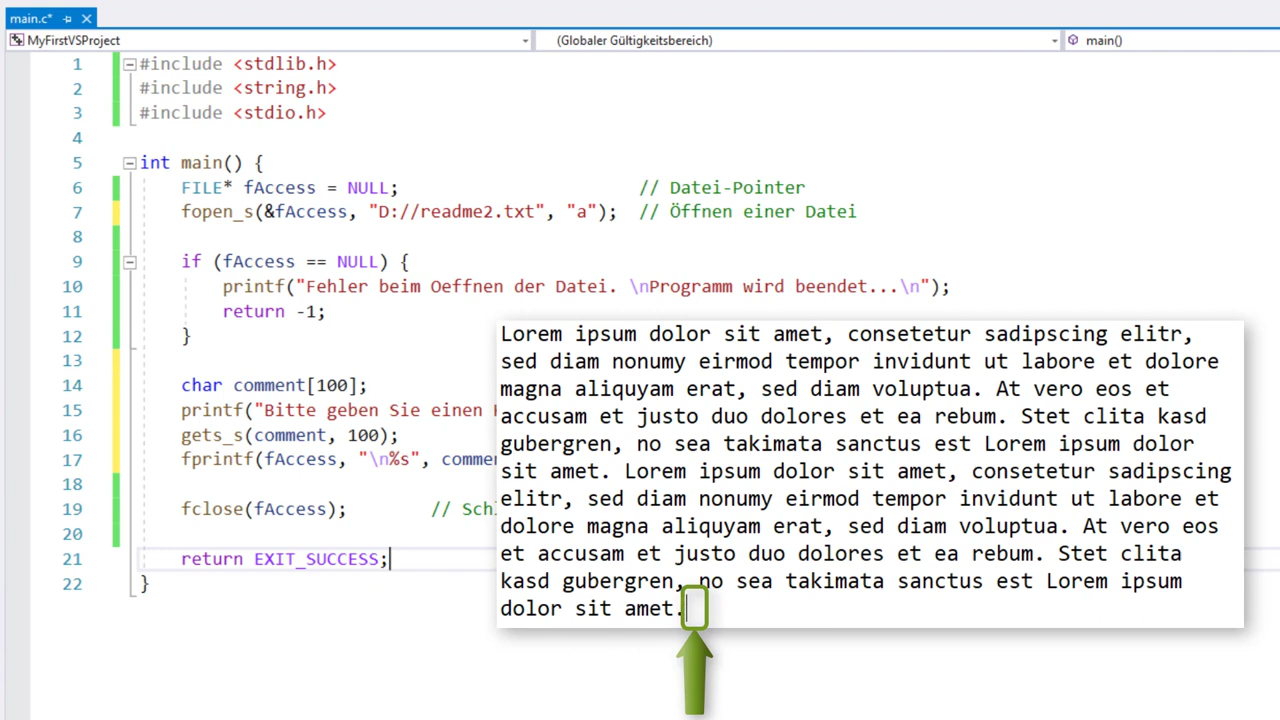 main.c*
MyFirstVSProject
(Globaler Gültigkeitsbereich)
main()
1 #include <stdlib.h>
2 #include <string.h>
3 #include <stdio.h>
4
5 int main() {
6 FILE* fAccess = NULL; // Datei-Pointer
7 fopen_s(&fAccess, "D://readme2.txt", "a"); // Öffnen einer Datei
8
9 if (fAccess == NULL) {
10 printf("Fehler beim Oeffnen der Datei. \nProgramm wird beendet...\n");
11 return -1;
12 }
13
14 char comment[100];
15 printf("Bitte geben Sie einen
16 gets_s(comment, 100);
17 fprintf(fAccess, "\n%s", comme
18
19 fclose(fAccess); // Sch
20
21 return EXIT_SUCCESS;
22 }
Lorem ipsum dolor sit amet, consetetur sadipscing elitr,
sed diam nonumy eirmod tempor invidunt ut labore et dolore
magna aliquyam erat, sed diam voluptua. At vero eos et
accusam et justo duo dolores et ea rebum. Stet clita kasd
gubergren, no sea takimata sanctus est Lorem ipsum dolor
sit amet. Lorem ipsum dolor sit amet, consetetur sadipscing
elitr, sed diam nonumy eirmod tempor invidunt ut labore et
dolore magna aliquyam erat, sed diam voluptua. At vero eos
et accusam et justo duo dolores et ea rebum. Stet clita
kasd gubergren, no sea takimata sanctus est Lorem ipsum
dolor sit amet.